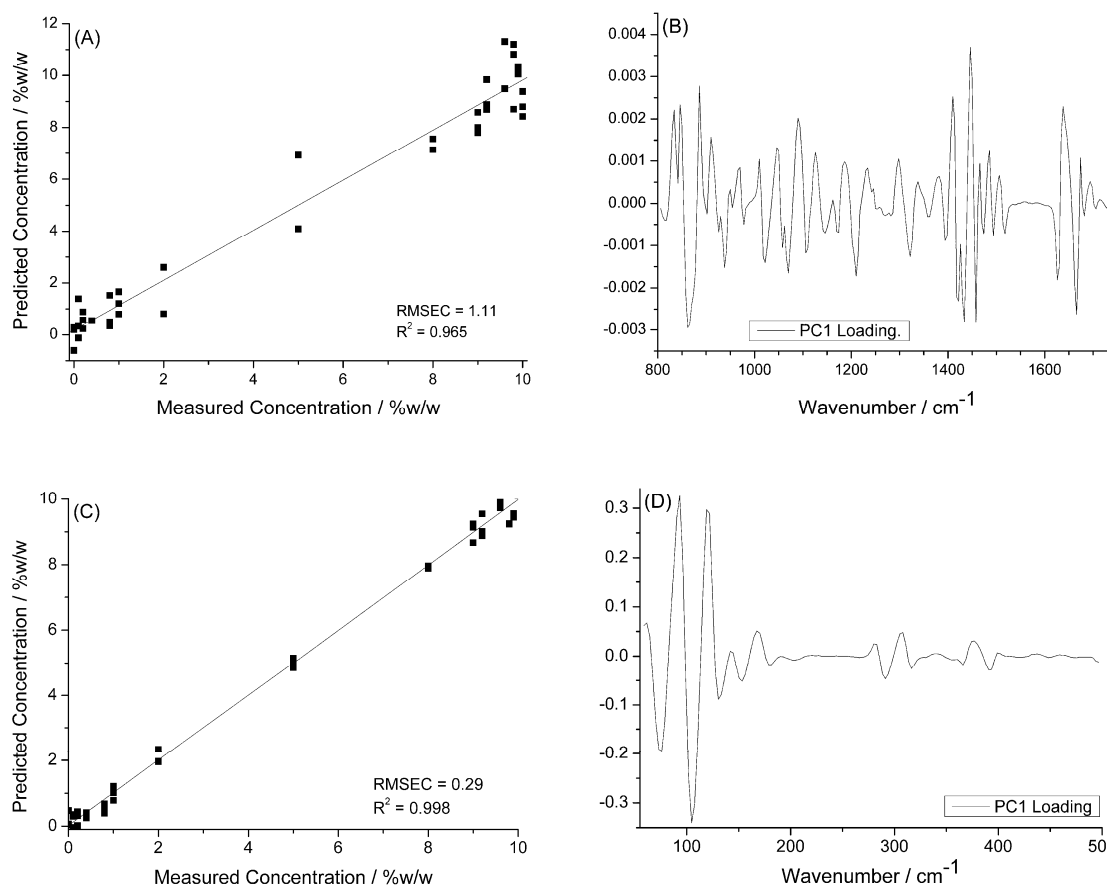 (A)
12
10
8
6
4
2
0
Predicted Concentration / %w/w
RMSEC = 1.11
R² = 0.965
0 2 4 6 8 10
Measured Concentration / %w/w
(B)
0.004
0.003
0.002
0.001
0.000
-0.001
-0.002
-0.003
PC1 Loading.
800 1000 1200 1400 1600
Wavenumber / cm⁻¹
(C)
10
8
6
4
2
0
Predicted Concentration / %w/w
RMSEC = 0.29
R² = 0.998
0 2 4 6 8 10
Measured Concentration / %w/w
(D)
0.3
0.2
0.1
0.0
-0.1
-0.2
-0.3
PC1 Loading
100 200 300 400 50
Wavenumber / cm⁻¹